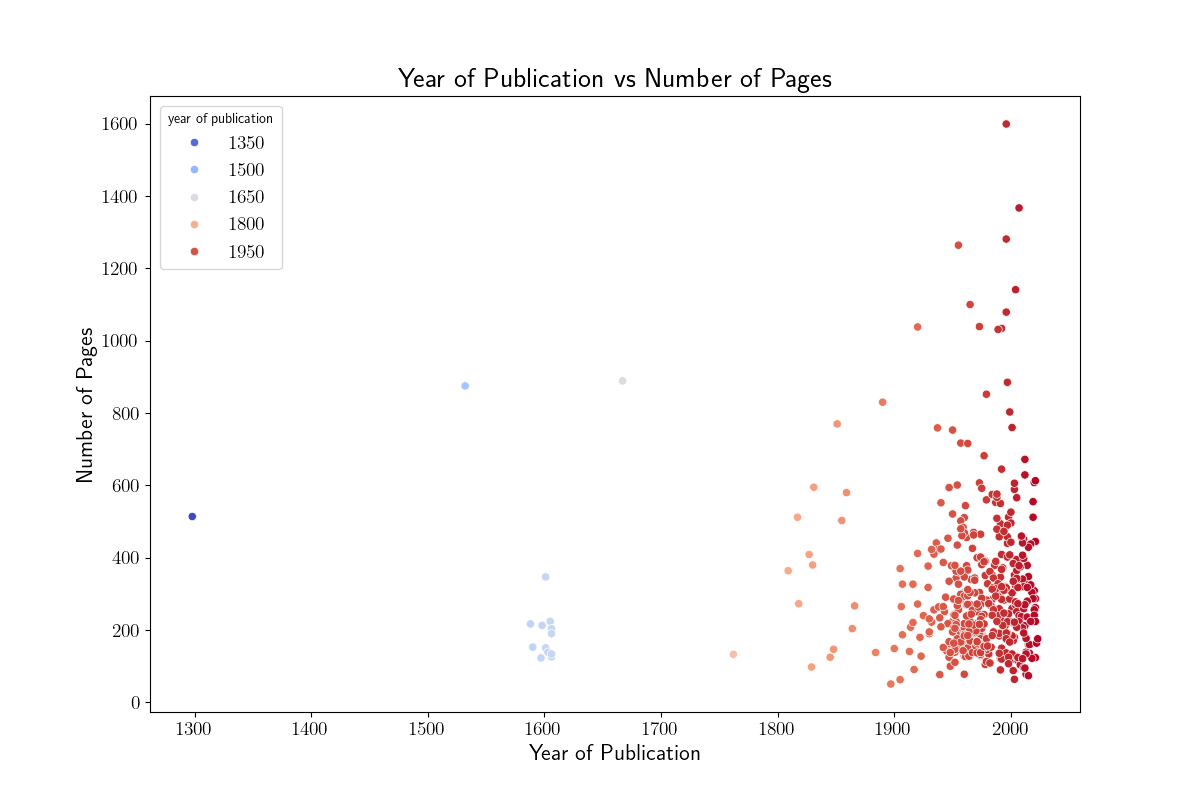 Year of Publication vs Number of Pages
year of publication
1350
1500
1650
1800
1950
1600
1400
1200
1000
800
600
400
200
0
Number of Pages
1300 1400 1500 1600 1700 1800 1900 2000
Year of Publication